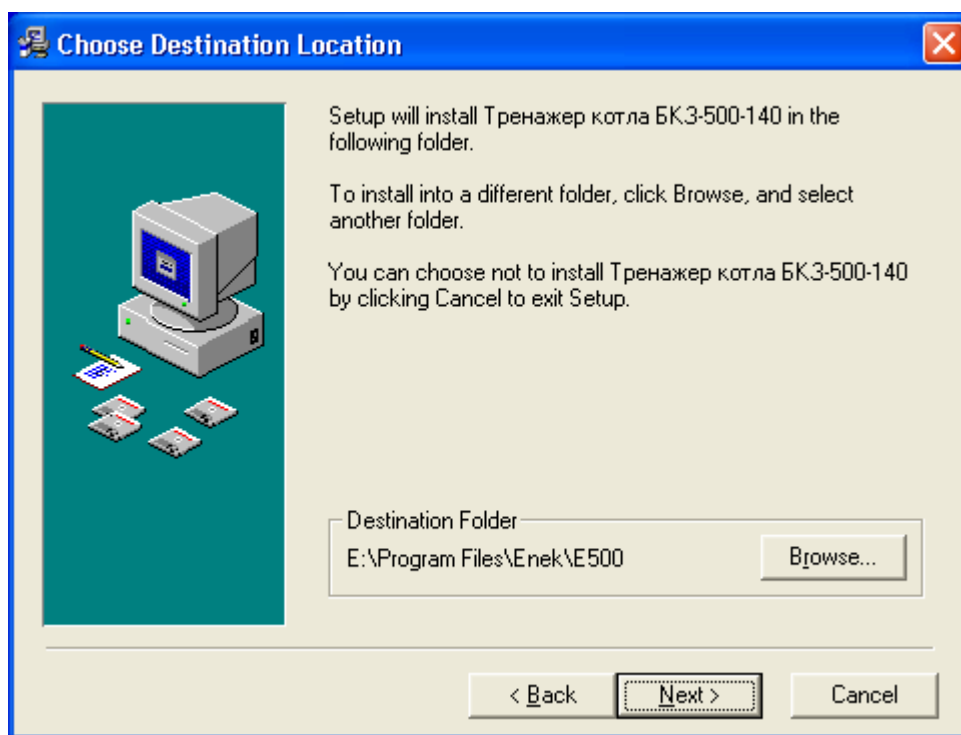 Choose Destination Location
Setup will install Тренажер котла БКЗ-500-140 in the
following folder.
To install into a different folder, click Browse, and select
another folder.
You can choose not to install Тренажер котла БКЗ-500-140
by clicking Cancel to exit Setup.
Destination Folder
E:\Program Files\Enek\E500
Browse...
< Back
Next >
Cancel